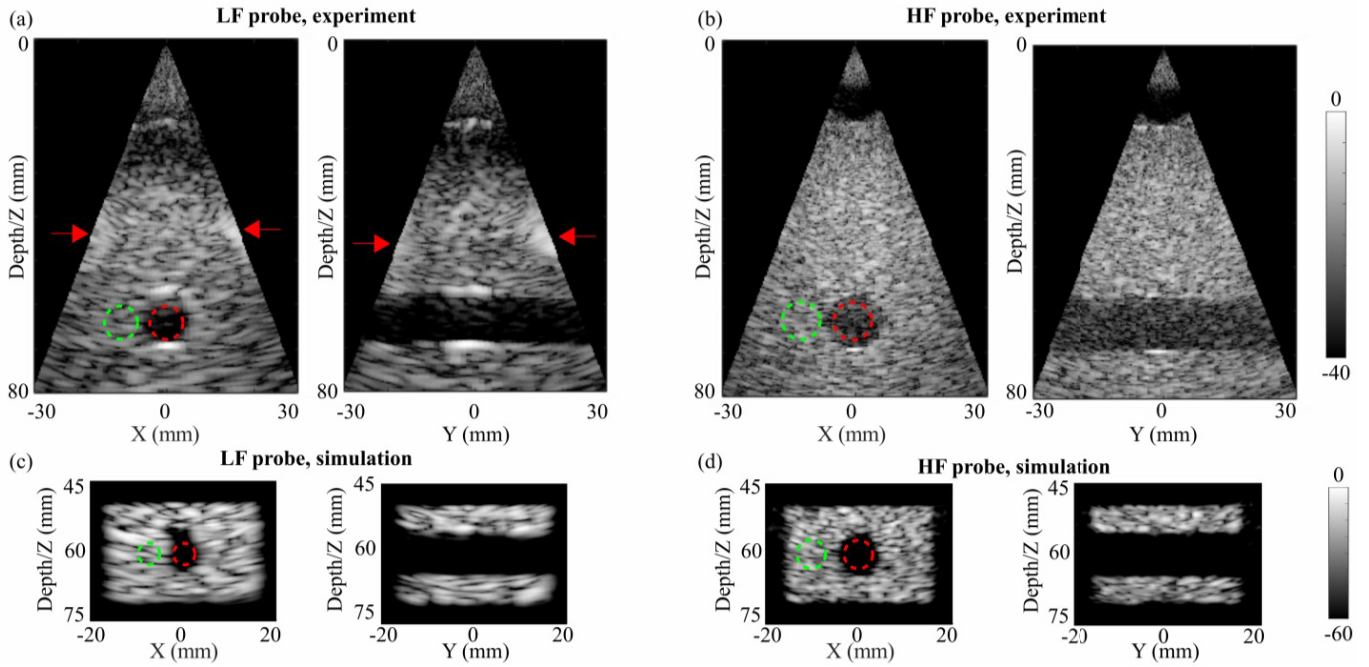 (a)
LF probe, experiment
0
Depth/Z (mm)
80
-30
0
30
X (mm)
Depth/Z (mm)
0
80
-30
0
30
Y (mm)
(b)
HF probe, experiment
0
Depth/Z (mm)
80
-30
0
30
X (mm)
0
Depth/Z (mm)
80
-30
0
30
Y (mm)
0
-40
(c)
LF probe, simulation
45
60
75
Depth/Z (mm)
-20
0
20
X (mm)
45
60
75
Depth/Z (mm)
-20
0
20
Y (mm)
(d)
HF probe, simulation
45
60
75
Depth/Z (mm)
-20
0
20
X (mm)
45
60
75
Depth/Z (mm)
-20
0
20
Y (mm)
0
-60